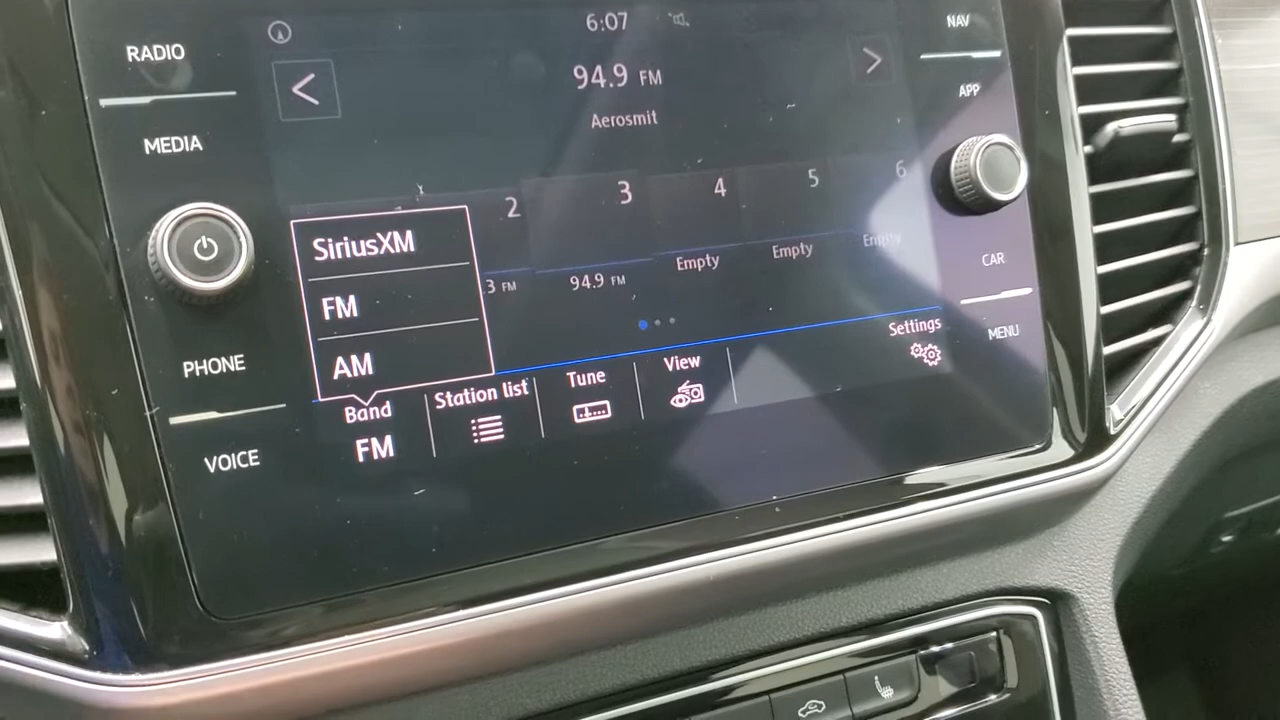 RADIO
MEDIA
PHONE
VOICE
6:07
<
94.9 FM
>
Aerosmit
2
3
4
5
6
3 FM
94.9 FM
Empty
Empty
Empty
SiriusXM
FM
AM
Band
FM
Station list
Tune
View
Settings
NAV
APP
CAR
MENU